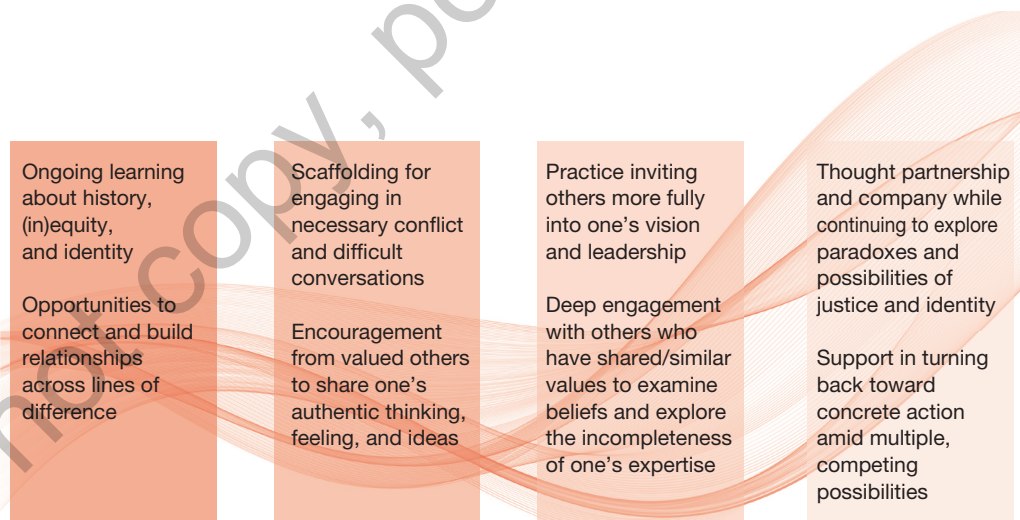 Ongoing learning
about history,
(in)equity,
and identity
Opportunities to
connect and build
relationships
across lines of
difference
Scaffolding for
engaging in
necessary conflict
and difficult
conversations
Encouragement
from valued others
to share one's
authentic thinking,
feeling, and ideas
Practice inviting
others more fully
into one's vision
and leadership
Deep engagement
with others who
have shared/similar
values to examine
beliefs and explore
the incompleteness
of one's expertise
Thought partnership
and company while
continuing to explore
paradoxes and
possibilities of
justice and identity
Support in turning
back toward
concrete action
amid multiple,
competing
possibilities
not copy,